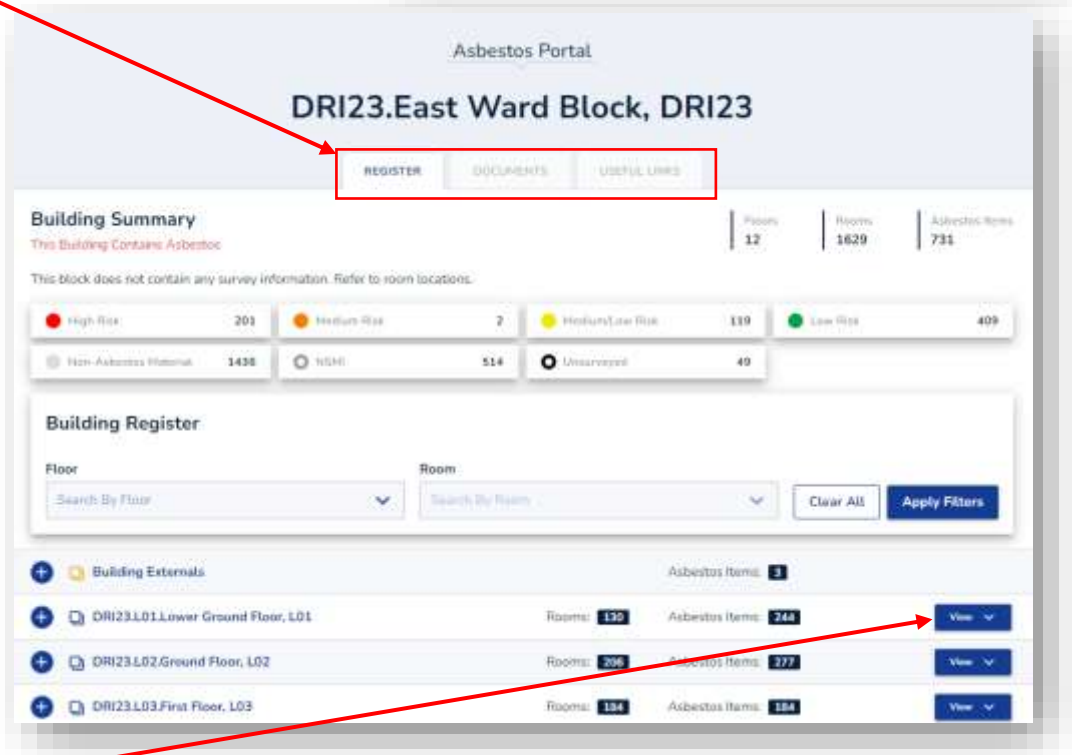 Asbestos Portal
DRI23.East Ward Block, DRI23
REGISTER DOCUMENTS USEFUL LINKS
Building Summary
This Building Contains Asbestos
Floors Rooms Asbestos Items
12 1629 731
This block does not contain any survey information. Refer to room locations.
High Risk 201 Medium Risk 2 Medium/Low Risk 119 Low Risk 409
Non-Asbestos Material 1436 NSMI 514 Unsurveyed 49
Building Register
Floor Room
Search By Floor Search By Room Clear All Apply Filters
Building Externals Asbestos Items: 3
DRI23.L01.Lower Ground Floor, L01 Rooms: 130 Asbestos Items: 244 View
DRI23.L02.Ground Floor, L02 Rooms: 206 Asbestos Items: 277 View
DRI23.L03.First Floor, L03 Rooms: 184 Asbestos Items: 184 View